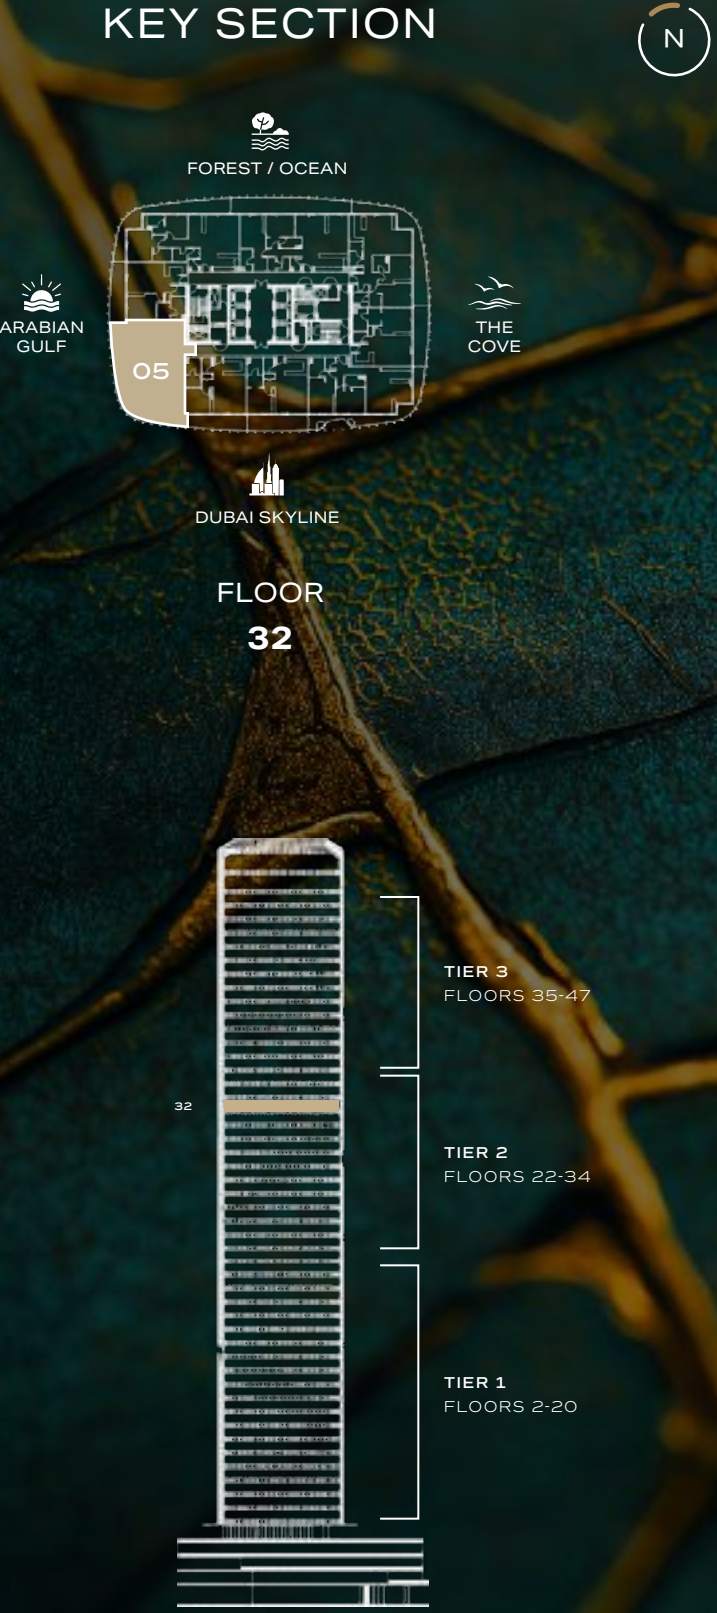 KEY SECTION
N
FOREST / OCEAN
ARABIAN
GULF
THE
COVE
05
DUBAI SKYLINE
FLOOR
32
TIER 3
FLOORS 35-47
32
TIER 2
FLOORS 22-34
TIER 1
FLOORS 2-20